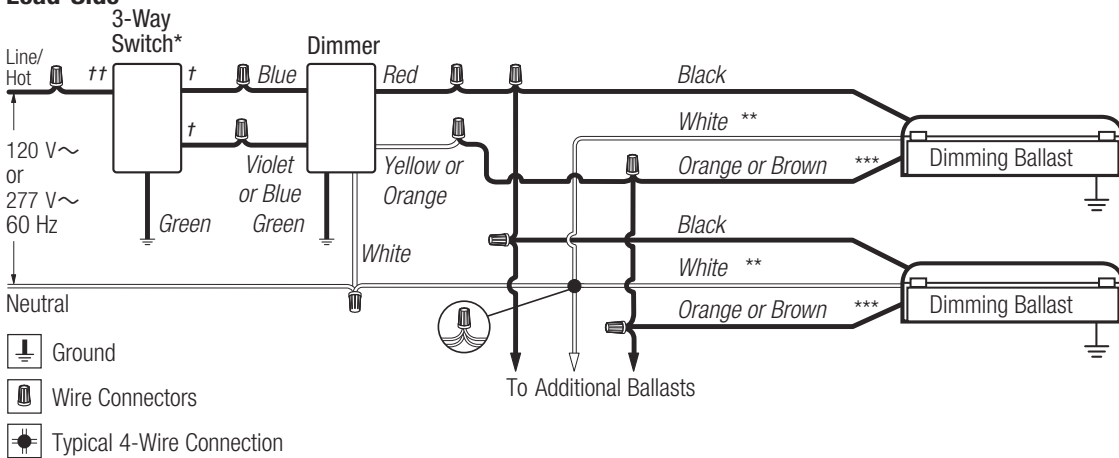 3-Way
Switch*
Dimmer
Line/
Hot
††
†
Blue
Red
Black
White **
†
120 V~
or
277 V~
60 Hz
Violet
or Blue
Green
Yellow or
Orange
Orange or Brown ***
Dimming Ballast
Green
Black
White
White **
Neutral
Orange or Brown ***
Dimming Ballast
Ground
To Additional Ballasts
Wire Connectors
Typical 4-Wire Connection